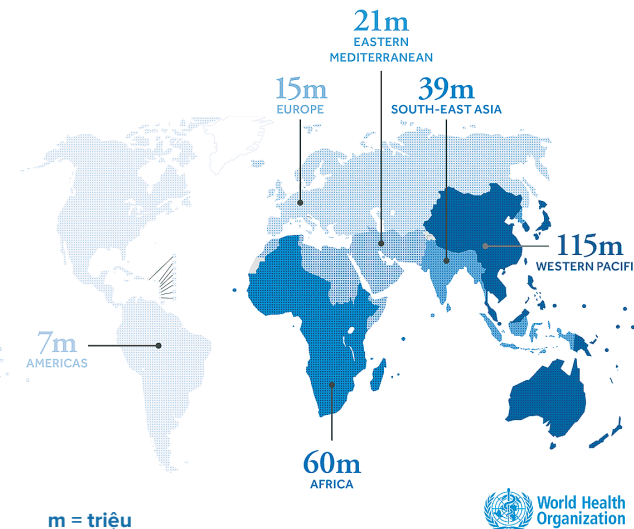 21m
EASTERN
MEDITERRANEAN
15m
EUROPE
39m
SOUTH-EAST ASIA
115m
WESTERN PACIFI
7m
AMERICAS
60m
AFRICA
m = triệu
World Health
Organization